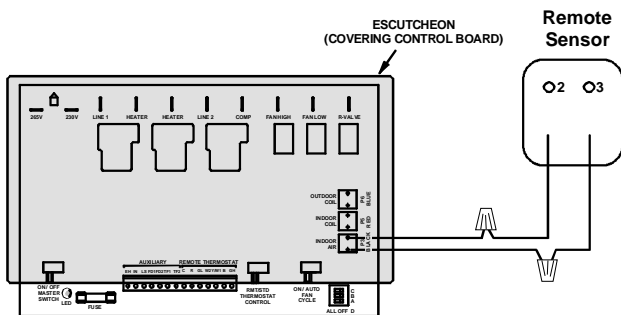 ESCUTCHEON
(COVERING CONTROL BOARD)
Remote
Sensor
2 3
265V 230V LINE 1 HEATER HEATER LINE 2 COMP FAN HIGH FAN LOW R-VALVE
OUTDOOR
COIL
P6
BLUE
INDOOR
COIL
P5
RED
INDOOR
AIR
BLACK
AUXILIARY REMOTE THERMOSTAT
ON/ OFF
MASTER
SWITCH
LED
FUSE
RMT/STD
THERMOSTAT
CONTROL
ON/ AUTO
FAN
CYCLE
C
B
A
ALL OFF D